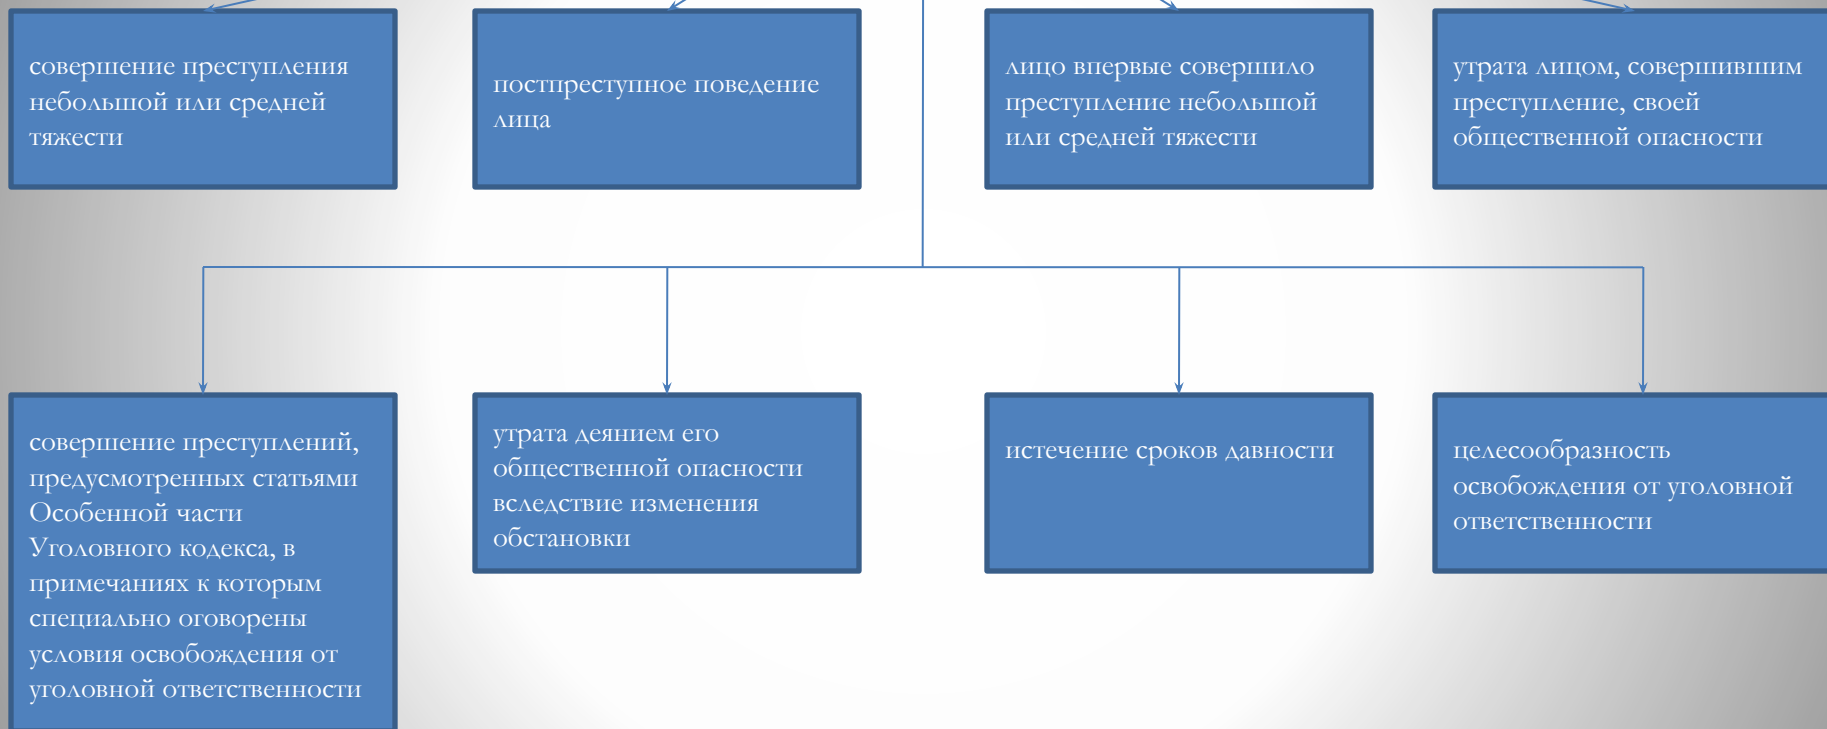 совершение преступления
небольшой или средней
тяжести
постпреступное поведение
лица
лицо впервые совершило
преступление небольшой
или средней тяжести
утрата лицом, совершившим
преступление, своей
общественной опасности
совершение преступлений,
предусмотренных статьями
Особенной части
Уголовного кодекса, в
примечаниях к которым
специально оговорены
условия освобождения от
уголовной ответственности
утрата деянием его
общественной опасности
вследствие изменения
обстановки
истечение сроков давности
целесообразность
освобождения от уголовной
ответственности